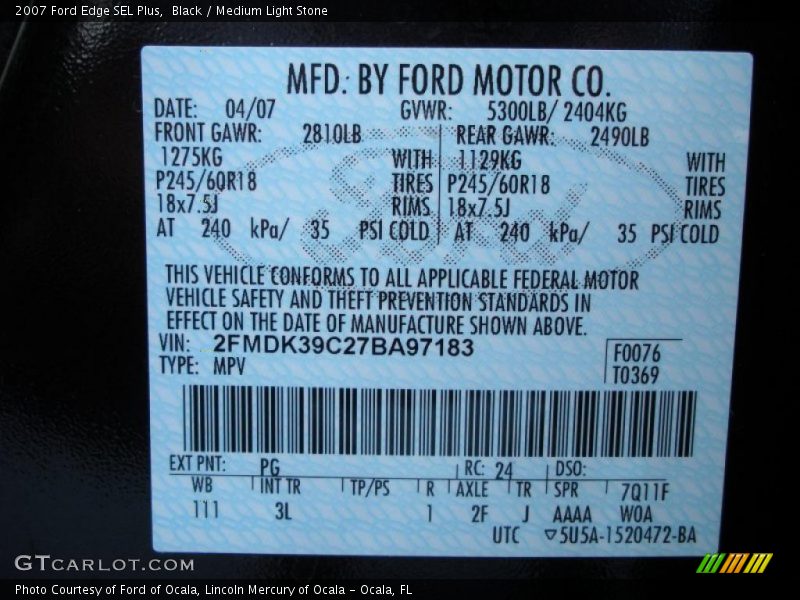 2007 Ford Edge SEL Plus,  Black / Medium Light Stone
MFD. BY FORD MOTOR CO.
DATE: 04/07 GVWR: 5300LB/ 2404KG
FRONT GAWR: 2810LB REAR GAWR: 2490LB
1275KG WITH 1129KG WITH
P245/60R18 TIRES P245/60R18 TIRES
18x7.5J RIMS 18x7.5J RIMS
AT 240 kPa/ 35 PSI COLD AT 240 kPa/ 35 PSI COLD
THIS VEHICLE CONFORMS TO ALL APPLICABLE FEDERAL MOTOR
VEHICLE SAFETY AND THEFT PREVENTION STANDARDS IN
EFFECT ON THE DATE OF MANUFACTURE SHOWN ABOVE.
VIN: 2FMDK39C27BA97183
TYPE: MPV
F0076
T0369
EXT PNT: PG RC: 24 DSO:
WB INT TR TP/PS R AXLE TR SPR 7Q11F
111 3L 1 2F J AAAA WOA
UTC ▽5U5A-1520472-BA
GTCARLOT.COM
Photo Courtesy of Ford of Ocala, Lincoln Mercury of Ocala - Ocala, FL